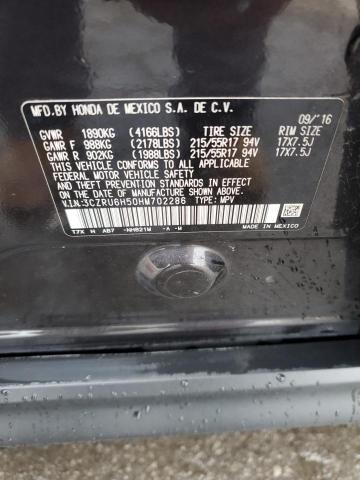 MFD.BY HONDA DE MEXICO S.A. DE C.V. 09/'16
GVWR 1890KG (4166LBS) TIRE SIZE RIM SIZE
GAWR F 988KG (2178LBS) 215/55R17 94V 17X7.5J
GAWR R 902KG (1988LBS) 215/55R17 94V 17X7.5J
THIS VEHICLE CONFORMS TO ALL APPLICABLE
FEDERAL MOTOR VEHICLE SAFETY AND
THEFT PREVENTION STANDARDS IN EFFECT ON THE
DATE OF MANUFACTURE SHOWN ABOVE.
V.I.N:3CZRU6H50HM702286 TYPE: MPV
T7X H AB7 -NH821M -A -M MADE IN MEXICO